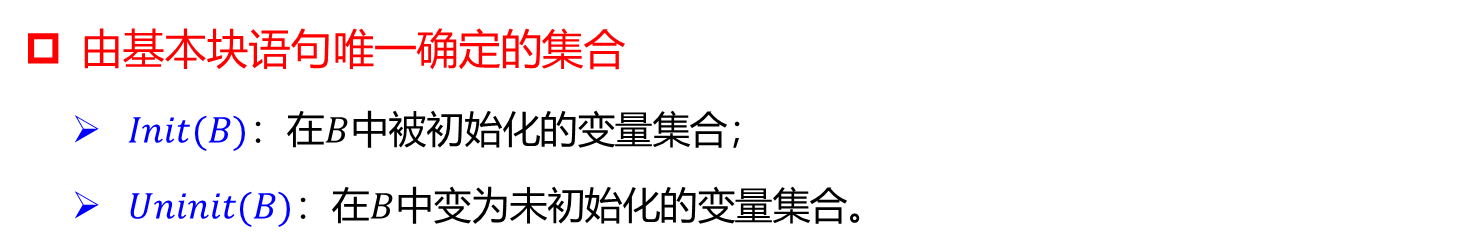 由基本块语句唯一确定的集合
Init(B)：在B中被初始化的变量集合；
Uninit(B)：在B中变为未初始化的变量集合。